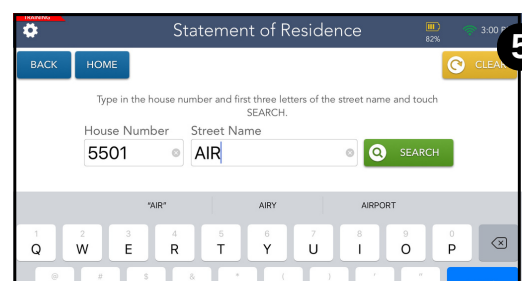 TRAINING
Statement of Residence
82%
3:00
5
BACK
HOME
CLEAR
Type in the house number and first three letters of the street name and touch
SEARCH.
House Number
Street Name
5501
AIR
SEARCH
"AIR"
AIRY
AIRPORT
1 2 3 4 5 6 7 8 9 0
Q W E R T Y U I O P
@ # $ & * ( ) ' "